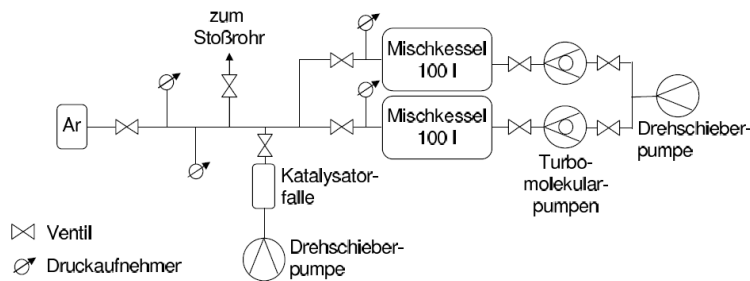 zum
Stoßrohr
Mischkessel
100 l
Ar
Mischkessel
100 l
Drehschieber-
pumpe
Turbo-
molekular-
pumpen
Katalysator-
falle
Ventil
Druckaufnehmer
Drehschieber-
pumpe